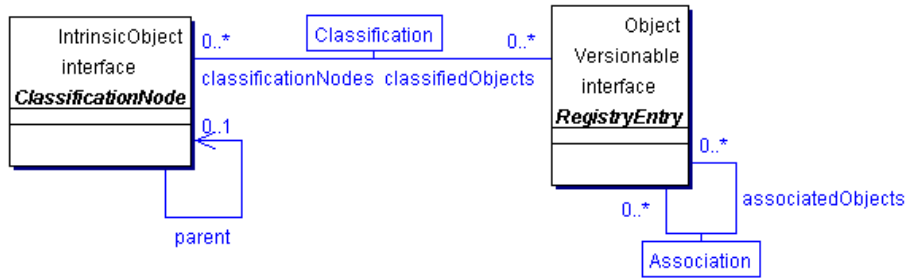 IntrinsicObject
interface
ClassificationNode
0..*
Classification
0..*
classificationNodes classifiedObjects
Object
Versionable
interface
RegistryEntry
0..1
parent
0..*
0..*
associatedObjects
Association